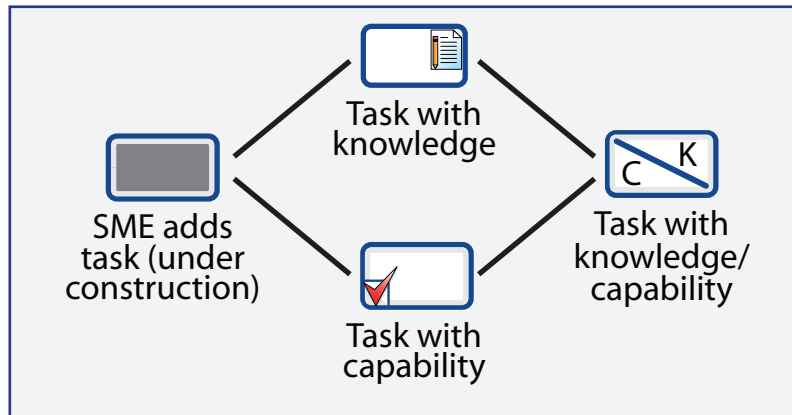 Task with
knowledge
SME adds
task (under
construction)
Task with
capability
C
K
Task with
knowledge/
capability